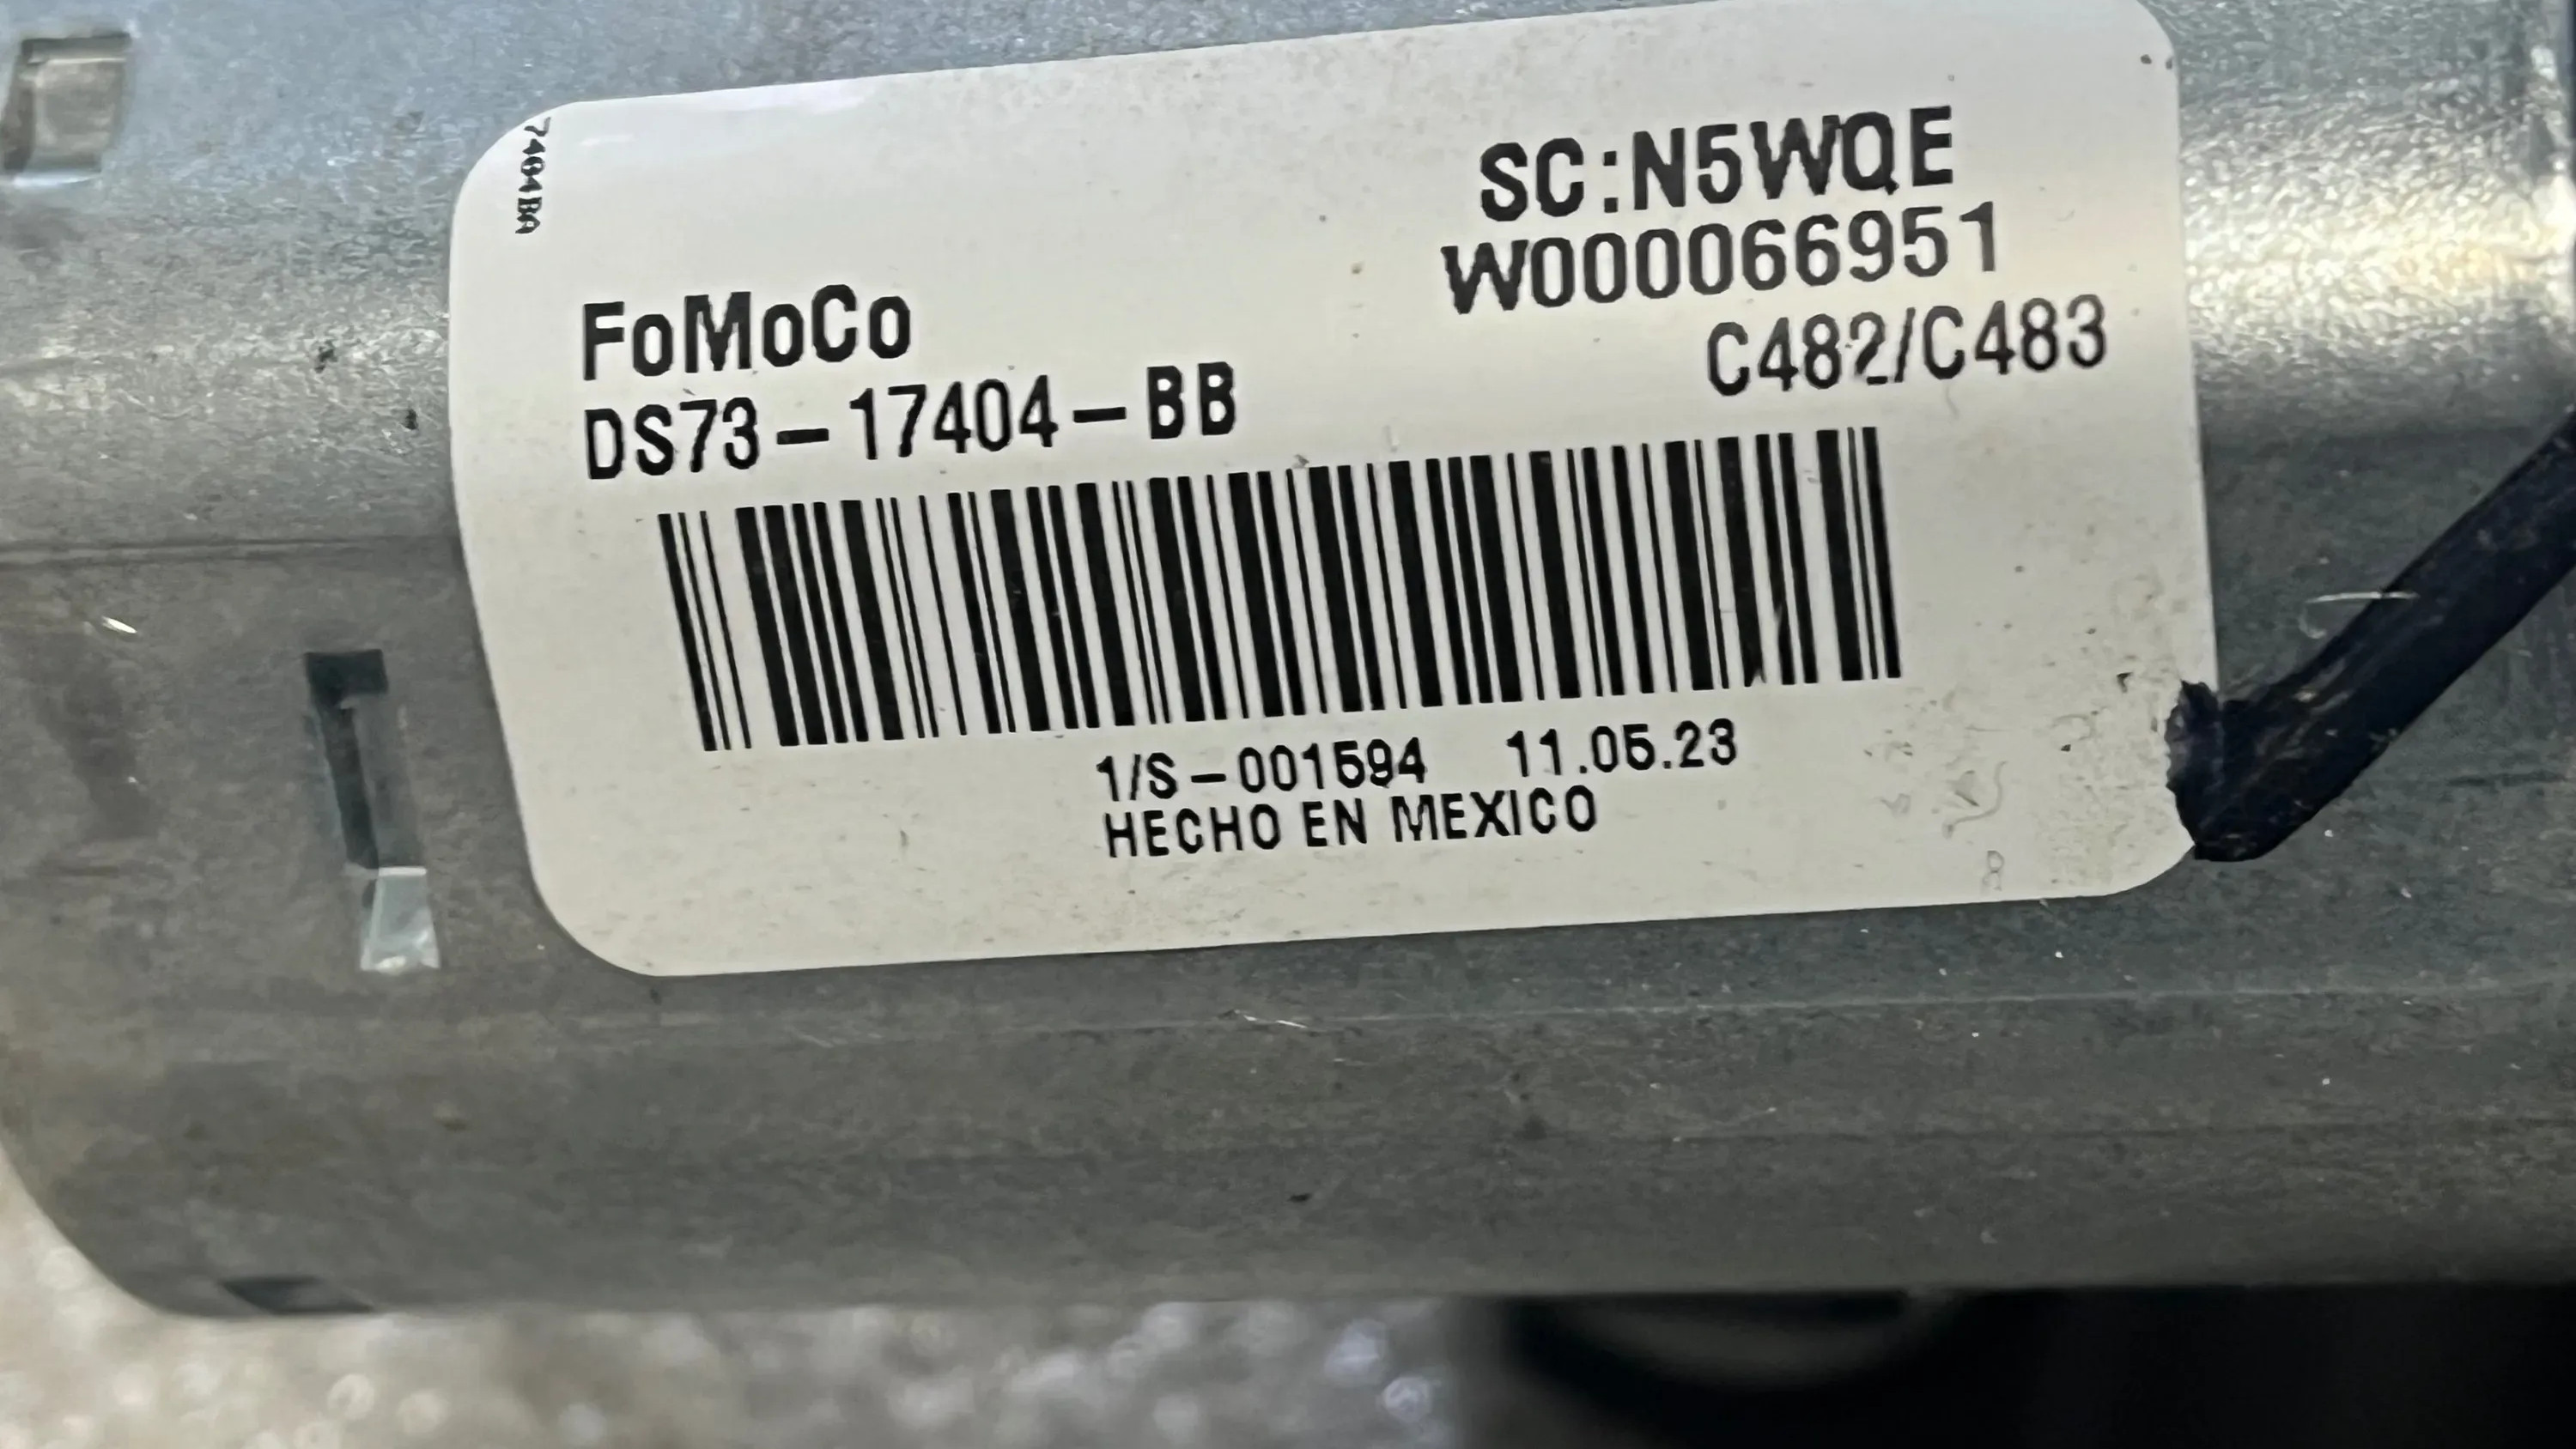 7404BA
SC:N5WQE
W000066951
C482/C483
FoMoCo
DS73-17404-BB
1/S-001594 11.05.23
HECHO EN MEXICO